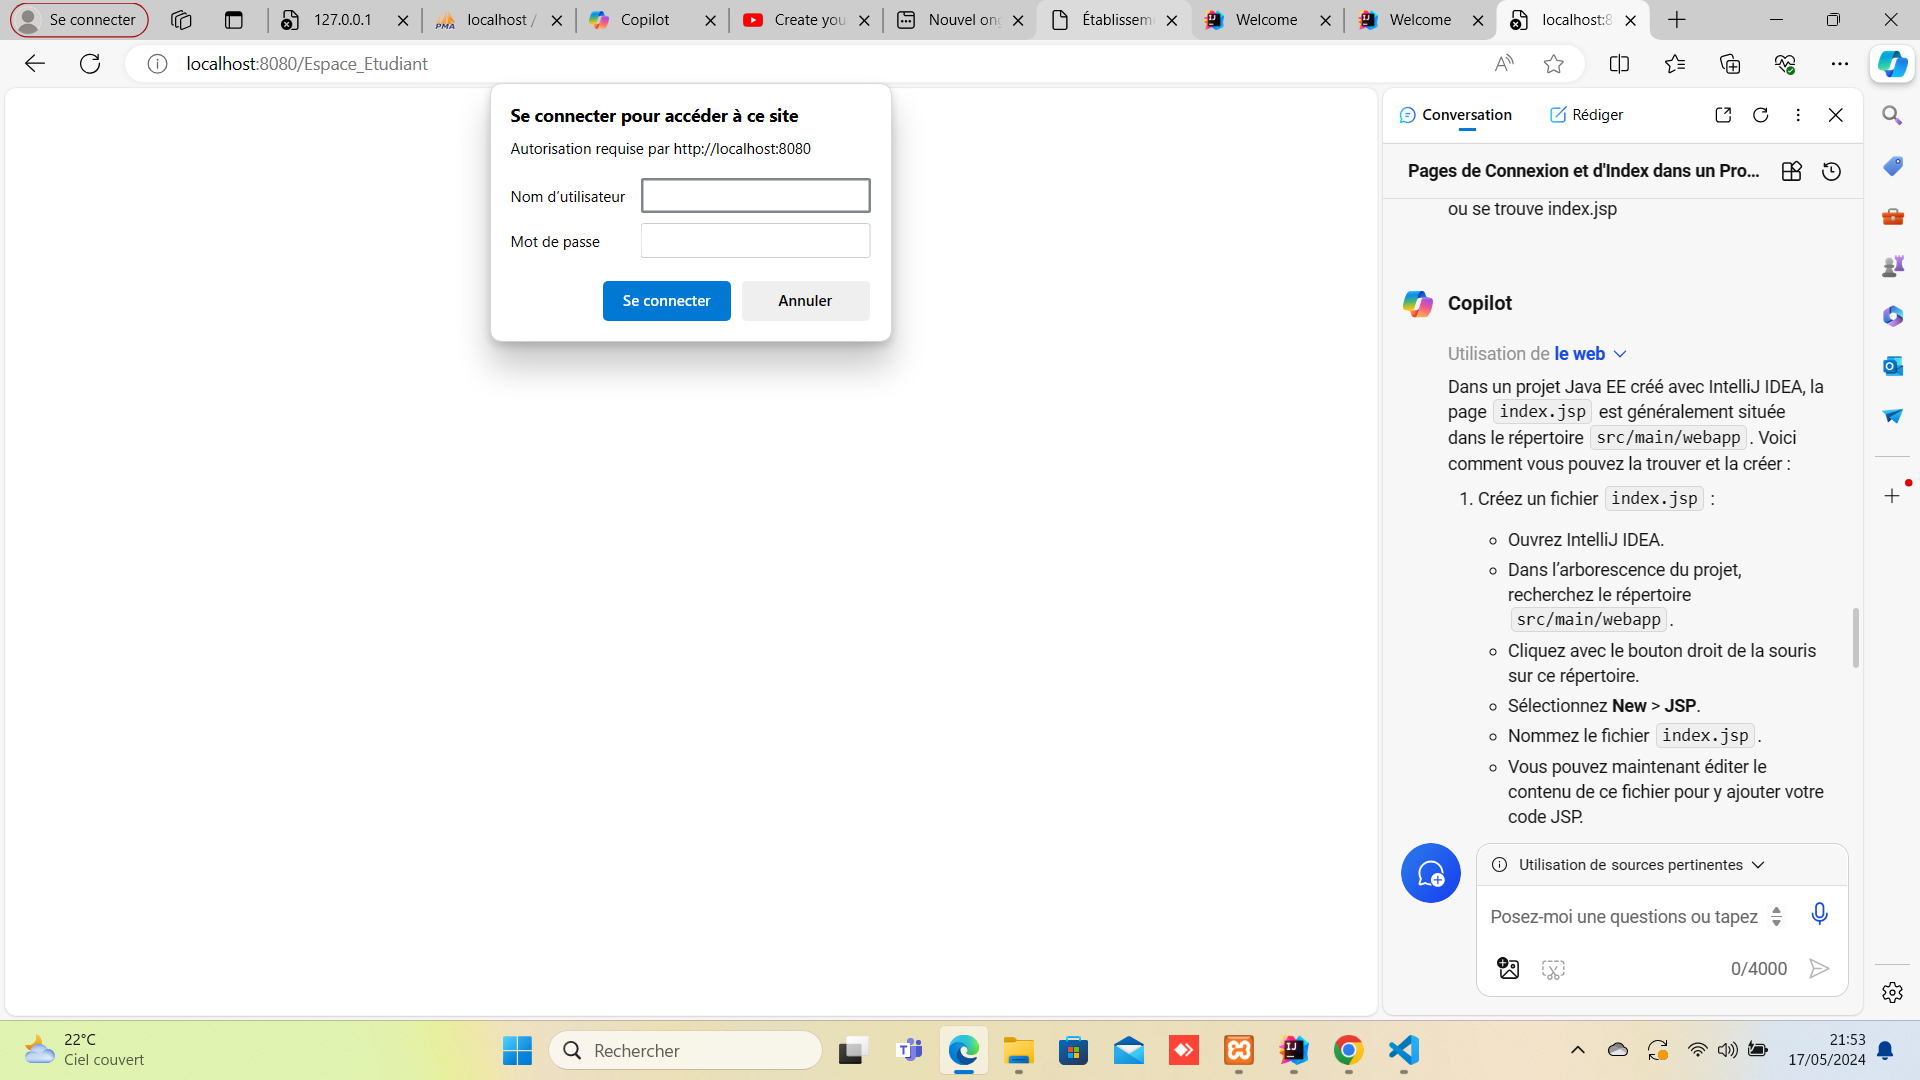 Se connecter
127.0.0.1
localhost /
Copilot
Create you
Nouvel ong
Établisseme
Welcome
Welcome
localhost:8
localhost:8080/Espace_Etudiant
Se connecter pour accéder à ce site
Autorisation requise par http://localhost:8080
Nom d’utilisateur
Mot de passe
Se connecter
Annuler
Conversation
Rédiger
Pages de Connexion et d'Index dans un Pro...
ou se trouve index.jsp
Copilot
Utilisation de le web
Dans un projet Java EE créé avec IntelliJ IDEA, la
page index.jsp est généralement située
dans le répertoire src/main/webapp. Voici
comment vous pouvez la trouver et la créer :
1. Créez un fichier index.jsp :
Ouvrez IntelliJ IDEA.
Dans l’arborescence du projet,
recherchez le répertoire
src/main/webapp.
Cliquez avec le bouton droit de la souris
sur ce répertoire.
Sélectionnez New > JSP.
Nommez le fichier index.jsp.
Vous pouvez maintenant éditer le
contenu de ce fichier pour y ajouter votre
code JSP.
Utilisation de sources pertinentes
Posez-moi une questions ou tapez
0/4000
22°C
Ciel couvert
Rechercher
21:53
17/05/2024